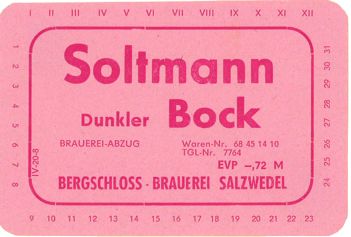 I II III IV V VI VII VIII IX X XI XII
Soltmann
Dunkler Bock
BRAUEREI-ABZUG
Waren-Nr. 68 45 14 10
TGL-Nr. 7764
EVP –,72 M
BERGSCHLOSS - BRAUEREI SALZWEDEL
IV-20-8
1 2 3 4 5 6 7 8
9 10 11 12 13 14 15 16 17 18 19 20 21 22 23
24 25 26 27 28 29 30 31